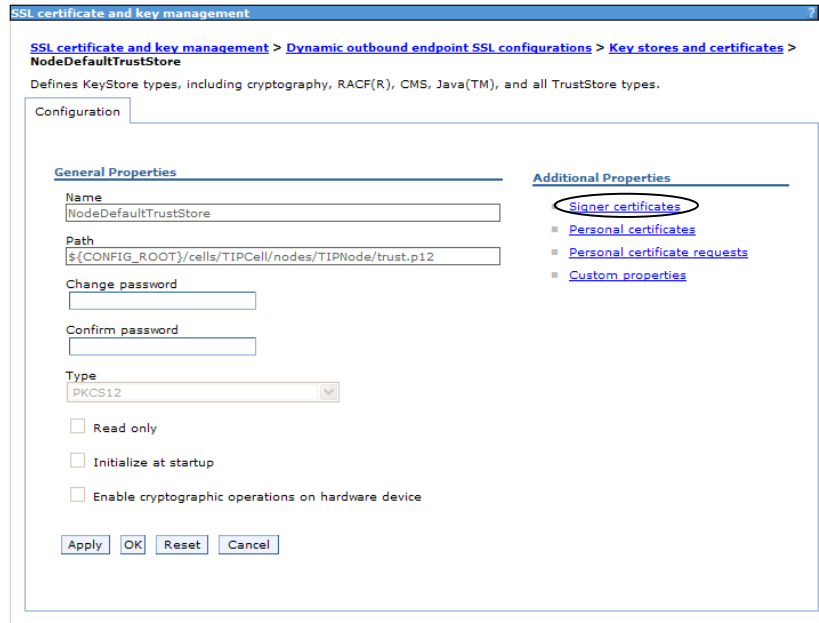 SSL certificate and key management
?
SSL certificate and key management > Dynamic outbound endpoint SSL configurations > Key stores and certificates >
NodeDefaultTrustStore
Defines KeyStore types, including cryptography, RACF(R), CMS, Java(TM), and all TrustStore types.
Configuration
General Properties
Name
NodeDefaultTrustStore
Path
${CONFIG_ROOT}/cells/TIPCell/nodes/TIPNode/trust.p12
Change password
Confirm password
Type
PKCS12
Read only
Initialize at startup
Enable cryptographic operations on hardware device
Apply OK Reset Cancel
Additional Properties
Signer certificates
Personal certificates
Personal certificate requests
Custom properties